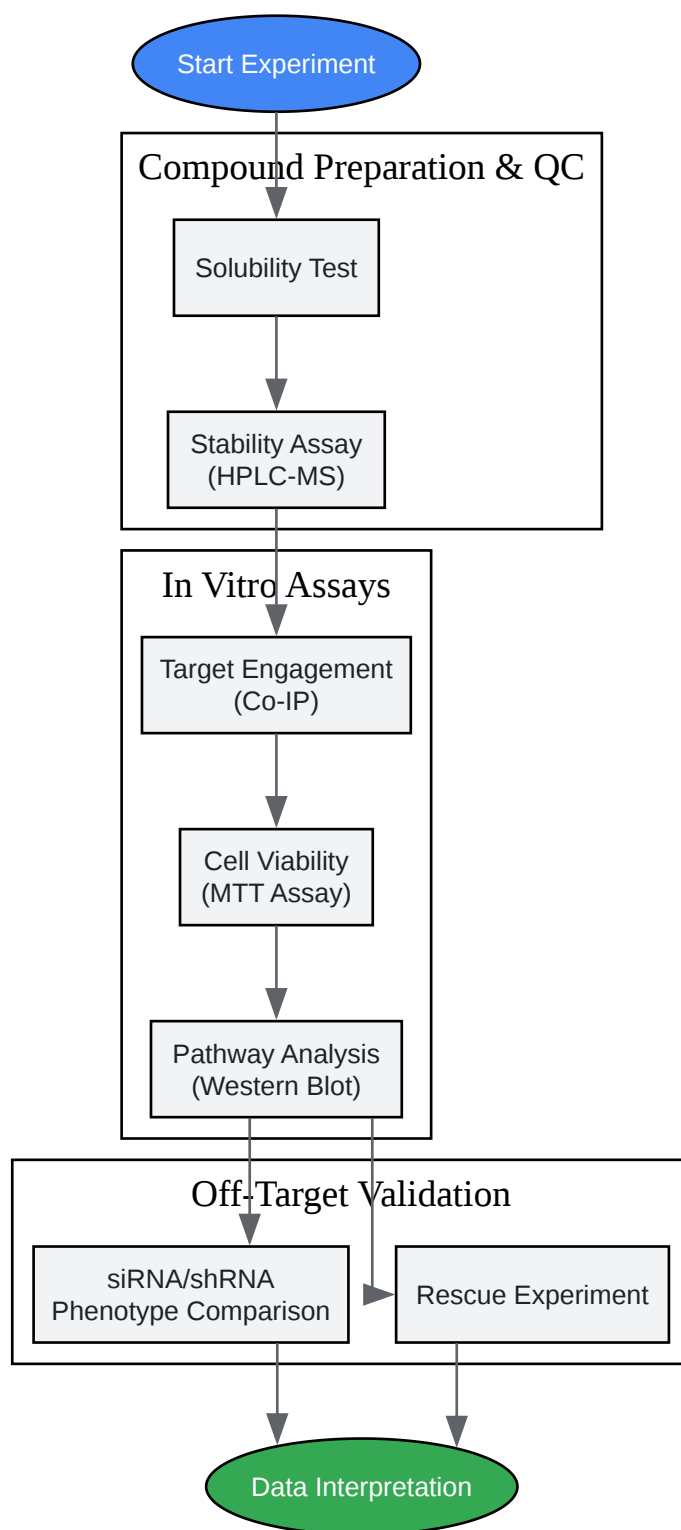 Start Experiment
Compound Preparation & QC
Solubility Test
Stability Assay
(HPLC-MS)
In Vitro Assays
Target Engagement
(Co-IP)
Cell Viability
(MTT Assay)
Pathway Analysis
(Western Blot)
Off-Target Validation
siRNA/shRNA
Phenotype Comparison
Rescue Experiment
Data Interpretation